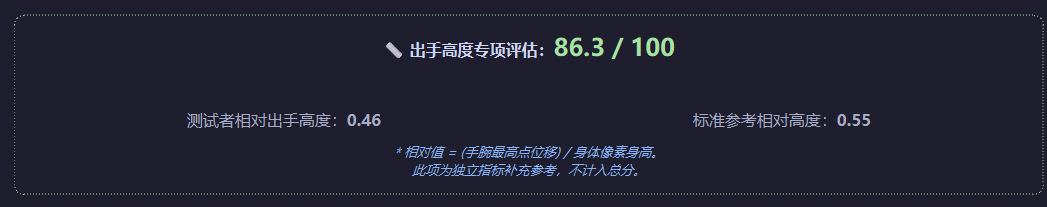 出手高度专项评估：86.3 / 100
测试者相对出手高度：0.46
标准参考相对高度：0.55
* 相对值 = (手腕最高点位移) / 身体像素身高。
此项为独立指标补充参考，不计入总分。